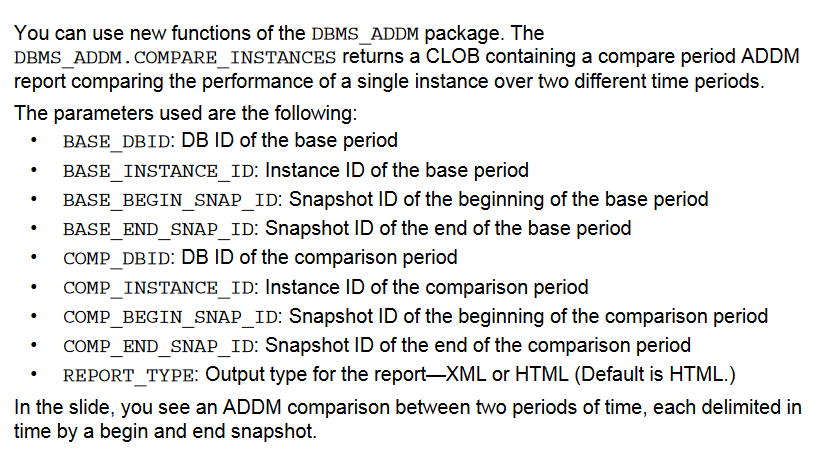 You can use new functions of the DBMS_ADDM package. The
DBMS_ADDM.COMPARE_INSTANCES returns a CLOB containing a compare period ADDM
report comparing the performance of a single instance over two different time periods.
The parameters used are the following:
• BASE_DBID: DB ID of the base period
• BASE_INSTANCE_ID: Instance ID of the base period
• BASE_BEGIN_SNAP_ID: Snapshot ID of the beginning of the base period
• BASE_END_SNAP_ID: Snapshot ID of the end of the base period
• COMP_DBID: DB ID of the comparison period
• COMP_INSTANCE_ID: Instance ID of the comparison period
• COMP_BEGIN_SNAP_ID: Snapshot ID of the beginning of the comparison period
• COMP_END_SNAP_ID: Snapshot ID of the end of the comparison period
• REPORT_TYPE: Output type for the report—XML or HTML (Default is HTML.)
In the slide, you see an ADDM comparison between two periods of time, each delimited in
time by a begin and end snapshot.